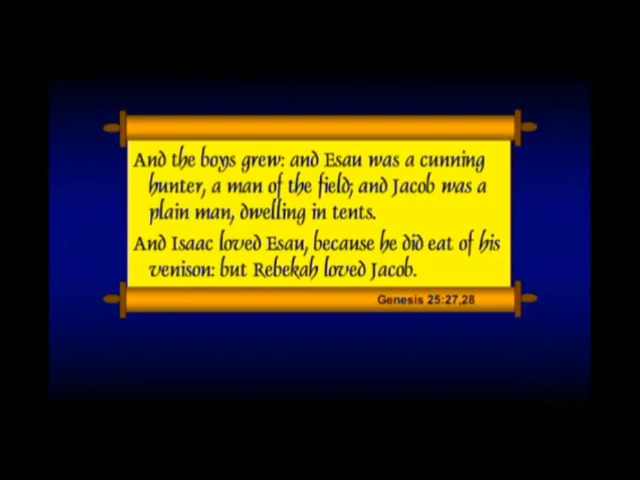 And the boys grew: and Esau was a cunning
hunter, a man of the field; and Jacob was a
plain man, dwelling in tents.
And Isaac loved Esau, because he did eat of his
venison: but Rebekah loved Jacob.
Genesis 25:27,28